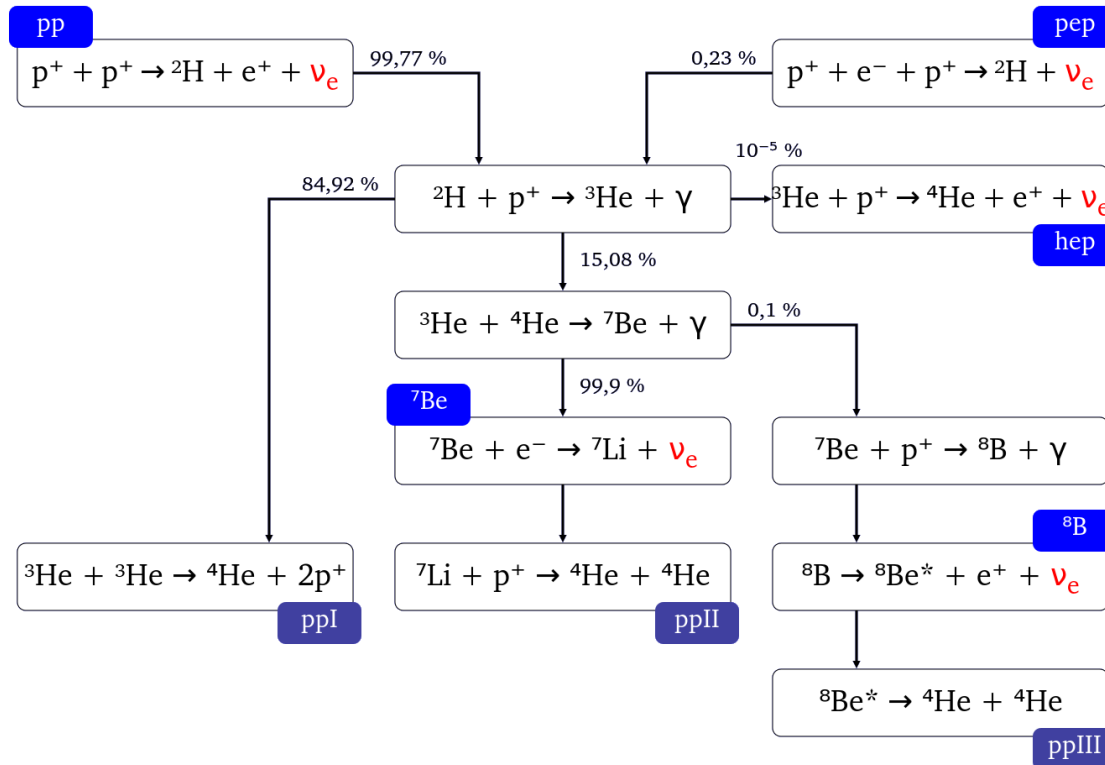 pp
pep
p⁺ + p⁺ → ²H + e⁺ + νₑ
99,77 %
0,23 %
p⁺ + e⁻ + p⁺ → ²H + νₑ
10⁻⁵ %
84,92 %
²H + p⁺ → ³He + γ
³He + p⁺ → ⁴He + e⁺ + νₑ
hep
15,08 %
³He + ⁴He → ⁷Be + γ
0,1 %
99,9 %
⁷Be
⁷Be + e⁻ → ⁷Li + νₑ
⁷Be + p⁺ → ⁸B + γ
⁸B
³He + ³He → ⁴He + 2p⁺
⁷Li + p⁺ → ⁴He + ⁴He
⁸B → ⁸Be* + e⁺ + νₑ
ppI
ppII
⁸Be* → ⁴He + ⁴He
ppIII